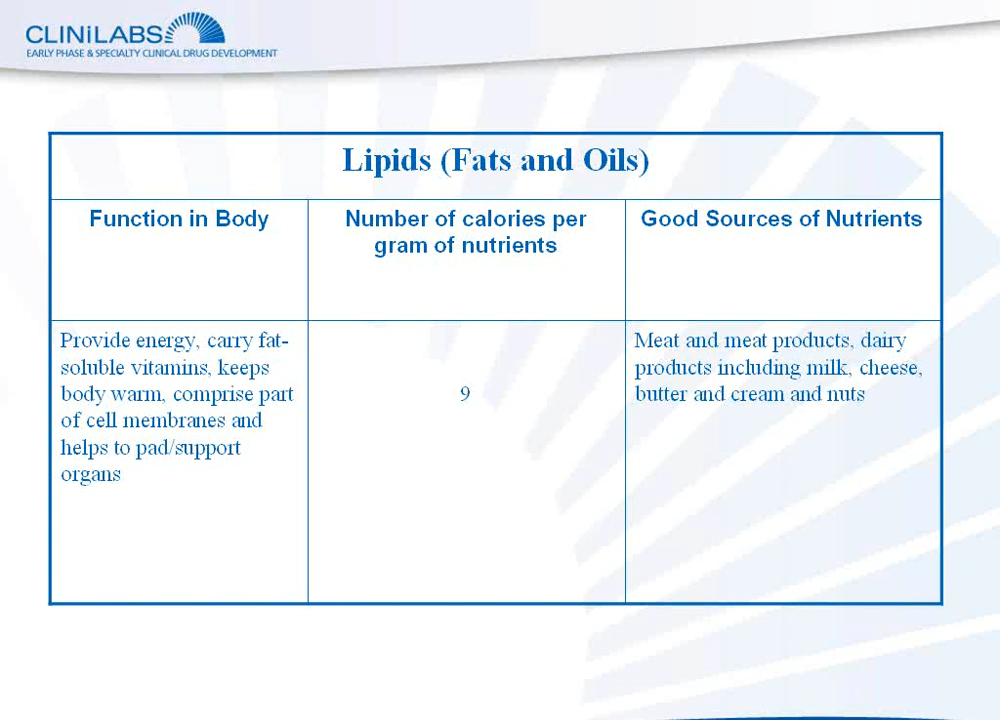 CLINiLABS
EARLY PHASE & SPECIALTY CLINICAL DRUG DEVELOPMENT
Lipids (Fats and Oils)
Function in Body
Number of calories per
gram of nutrients
Good Sources of Nutrients
Provide energy, carry fat-
soluble vitamins, keeps
body warm, comprise part
of cell membranes and
helps to pad/support
organs
9
Meat and meat products, dairy
products including milk, cheese,
butter and cream and nuts